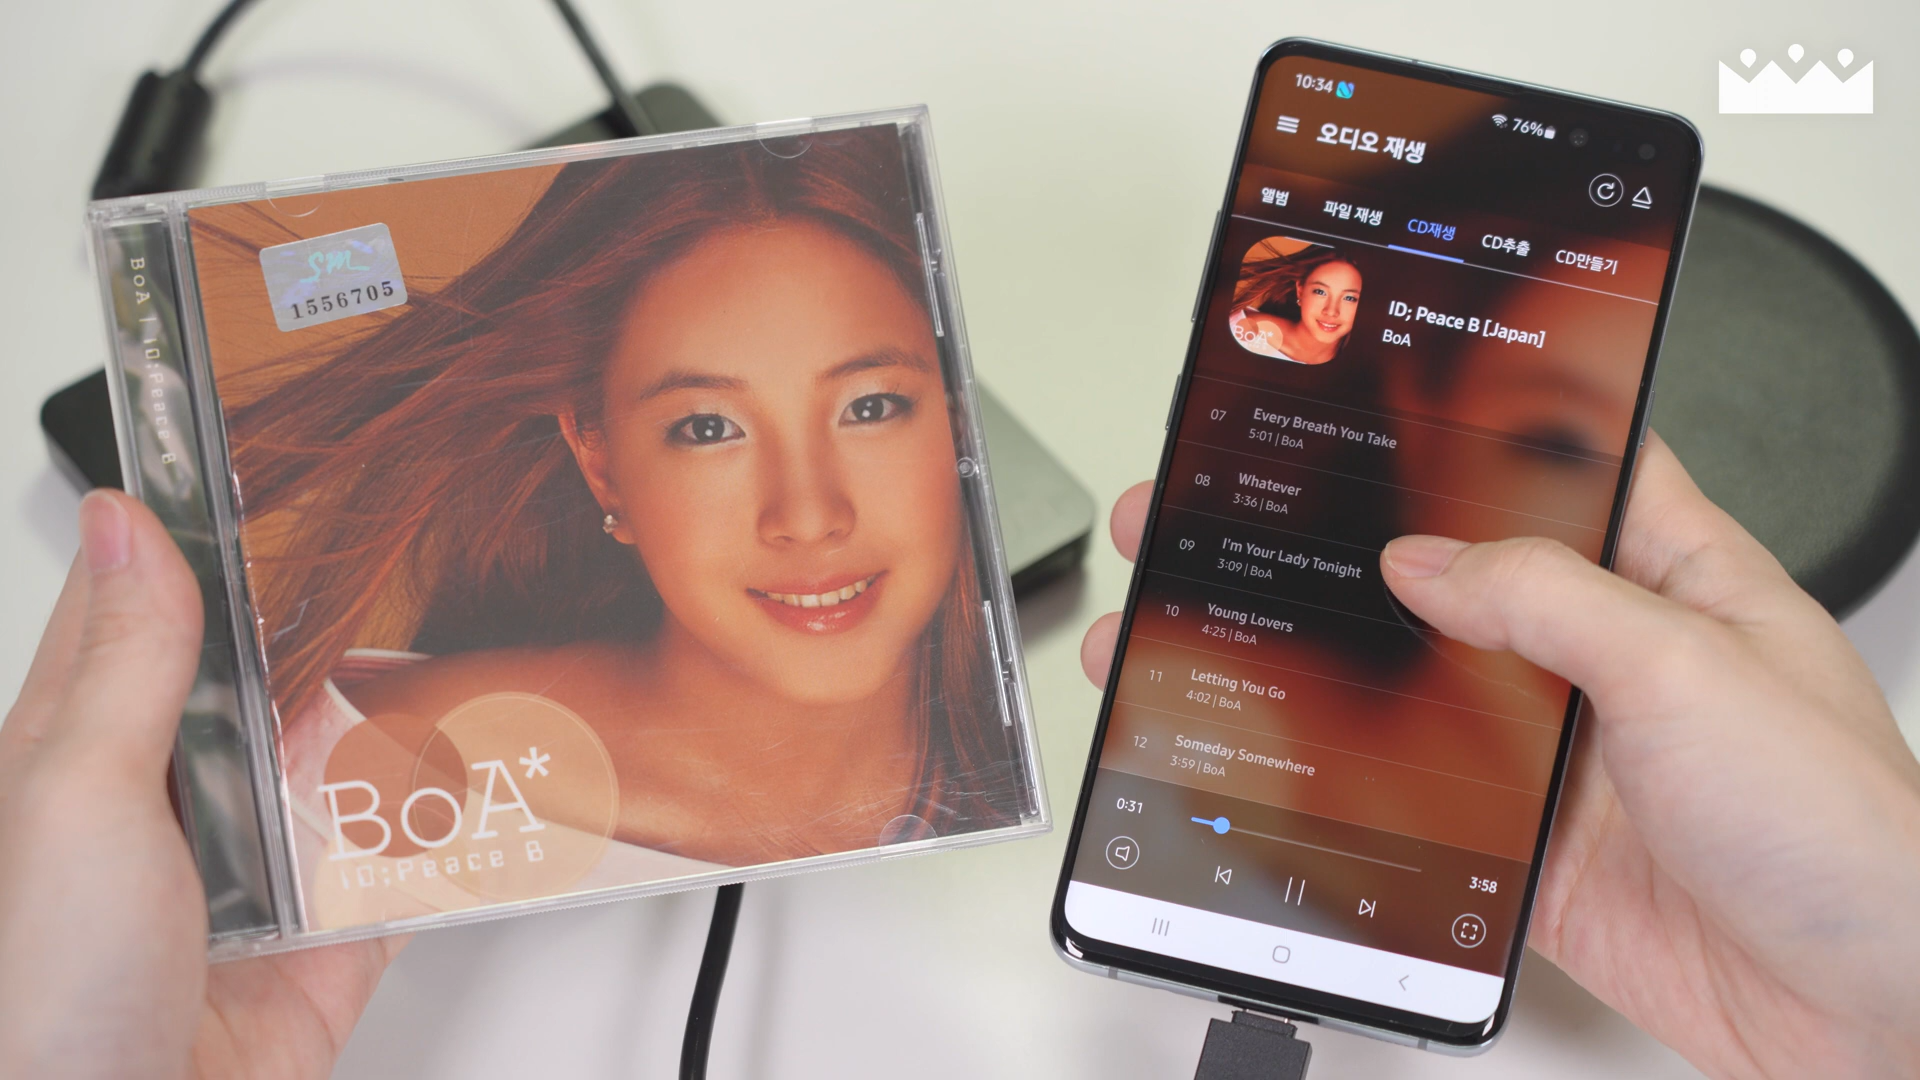 SM
1556705
BoA ID;Peace B
BoA*
ID;Peace B
10:34
76%
오디오 재생
앨범 파일 재생 CD재생 CD추출 CD만들기
ID; Peace B [Japan]
BoA
BoA*
07 Every Breath You Take
5:01 | BoA
08 Whatever
3:36 | BoA
09 I'm Your Lady Tonight
3:09 | BoA
10 Young Lovers
4:25 | BoA
11 Letting You Go
4:02 | BoA
12 Someday Somewhere
3:59 | BoA
0:31
3:58